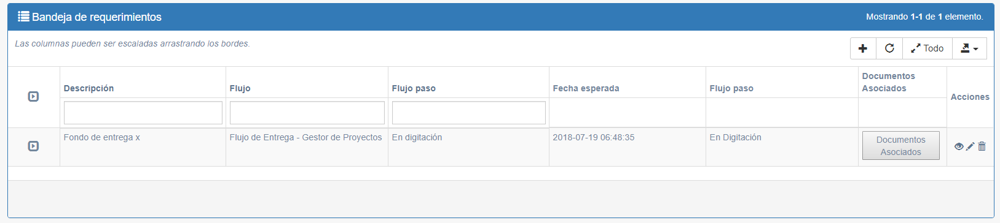 Bandeja de requerimientos
Mostrando 1-1 de 1 elemento.
Las columnas pueden ser escaladas arrastrando los bordes.
Todo
Descripción
Flujo
Flujo paso
Fecha esperada
Flujo paso
Documentos
Asociados
Acciones
Fondo de entrega x
Flujo de Entrega - Gestor de Proyectos
En digitación
2018-07-19 06:48:35
En Digitación
Documentos
Asociados